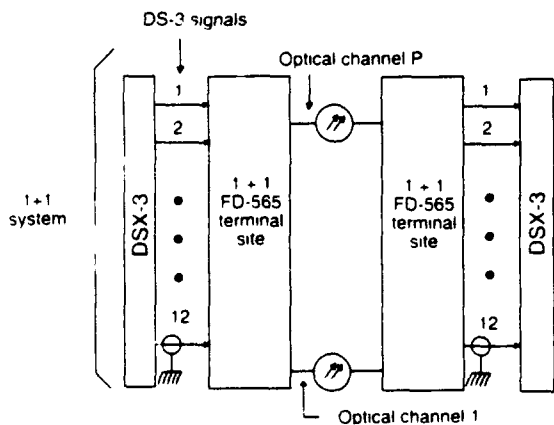 DS-3 signals
Optical channel P
1
2
12
1 + 1
system
DSX-3
1 + 1
FD-565
terminal
site
1 + 1
FD-565
terminal
site
1
2
12
DSX-3
Optical channel 1